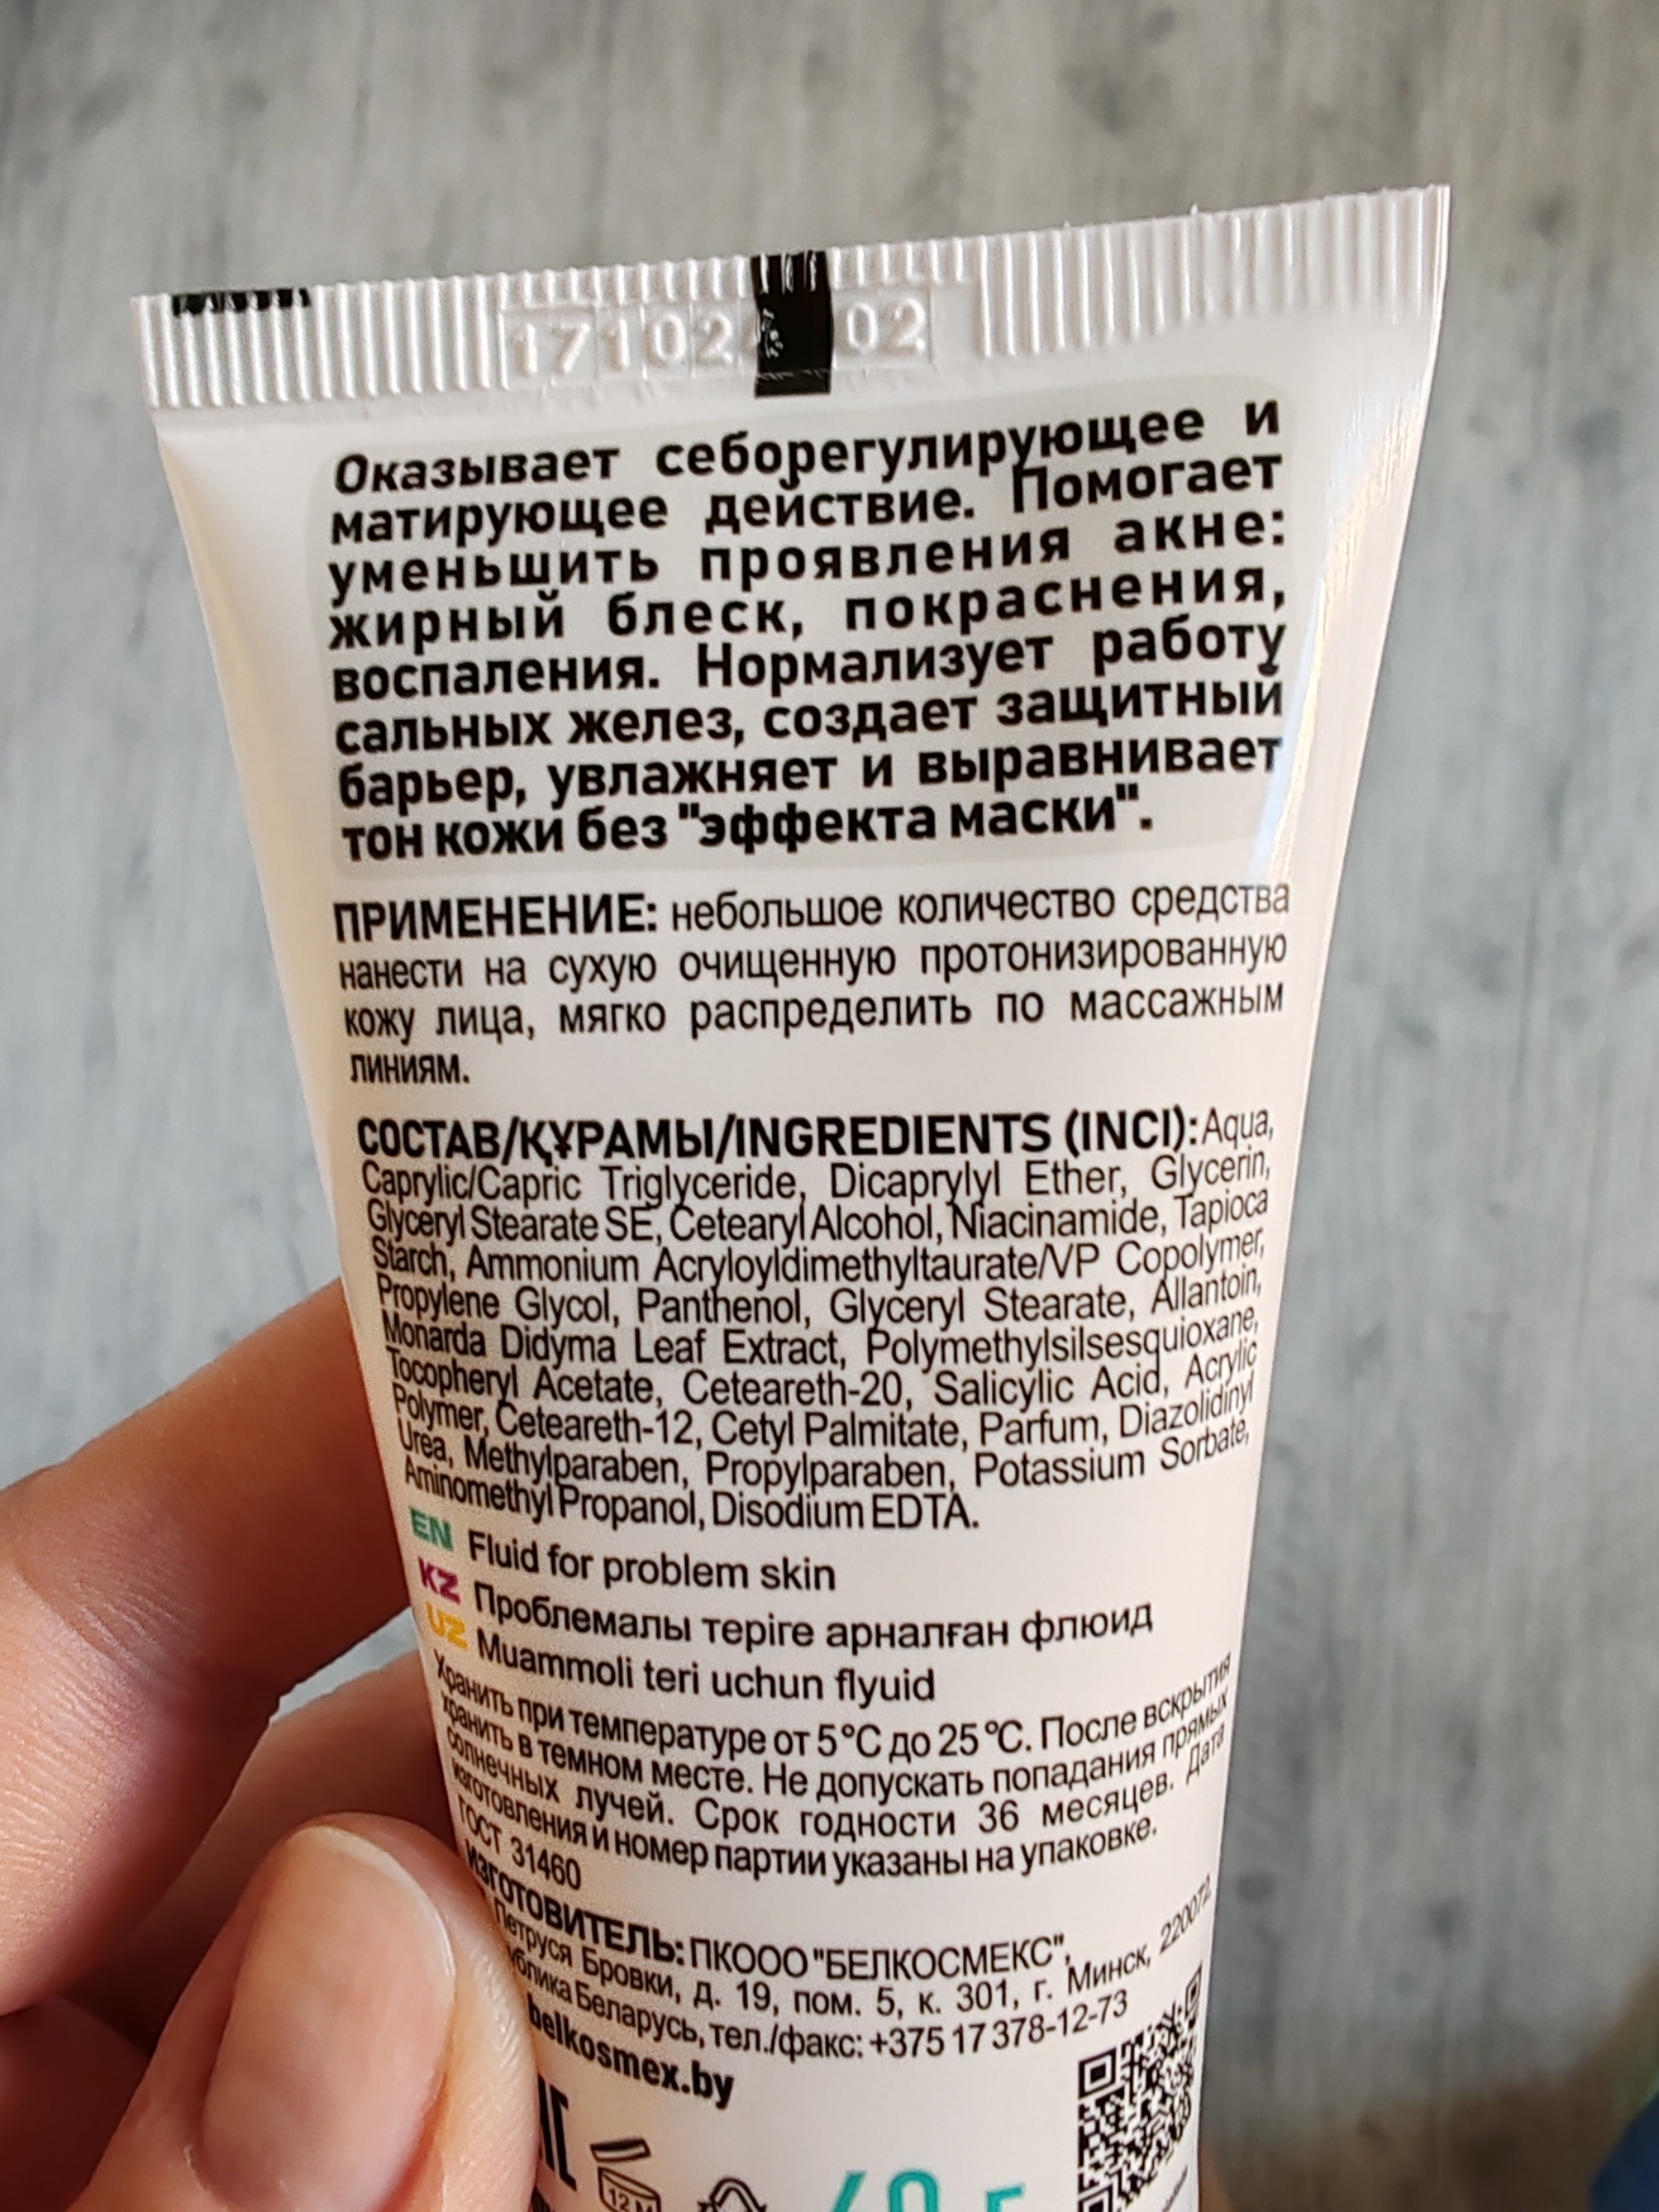 17102 02
Оказывает себорегулирующее и
матирующее действие. Помогает
уменьшить проявления акне:
жирный блеск, покраснения,
воспаления. Нормализует работу
сальных желез, создает защитный
барьер, увлажняет и выравнивает
тон кожи без "эффекта маски".
ПРИМЕНЕНИЕ: небольшое количество средства
нанести на сухую очищенную протонизированную
кожу лица, мягко распределить по массажным
линиям.
СОСТАВ/ҚҰРАМЫ/INGREDIENTS (INCI): Aqua,
Caprylic/Capric Triglyceride, Dicaprylyl Ether, Glycerin,
Glyceryl Stearate SE, Cetearyl Alcohol, Niacinamide, Tapioca
Starch, Ammonium Acryloyldimethyltaurate/VP Copolymer,
Propylene Glycol, Panthenol, Glyceryl Stearate, Allantoin,
Monarda Didyma Leaf Extract, Polymethylsilsesquioxane,
Tocopheryl Acetate, Ceteareth-20, Salicylic Acid, Acrylic
Polymer, Ceteareth-12, Cetyl Palmitate, Parfum, Diazolidinyl
Urea, Methylparaben, Propylparaben, Potassium Sorbate,
Aminomethyl Propanol, Disodium EDTA.
EN Fluid for problem skin
KZ Проблемалы теріге арналған флюид
UZ Muammoli teri uchun flyuid
Хранить при температуре от 5°C до 25°C. После вскрытия
хранить в темном месте. Не допускать попадания прямых
солнечных лучей. Срок годности 36 месяцев. Дата
изготовления и номер партии указаны на упаковке.
ГОСТ 31460
ИЗГОТОВИТЕЛЬ: ПКООО "БЕЛКОСМЕКС",
Петруся Бровки, д. 19, пом. 5, к. 301, г. Минск, 220072,
Беларусь, тел./факс: +375 17 378-12-73
belkosmex.by
12 M